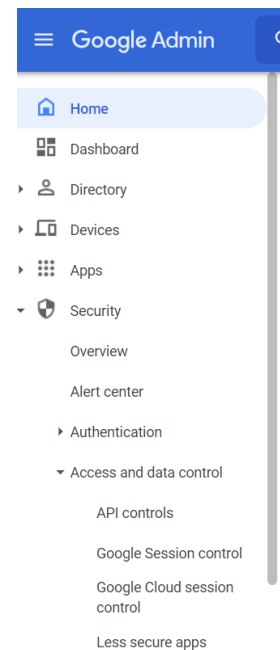 Google Admin
Home
Dashboard
Directory
Devices
Apps
Security
Overview
Alert center
Authentication
Access and data control
API controls
Google Session control
Google Cloud session
control
Less secure apps